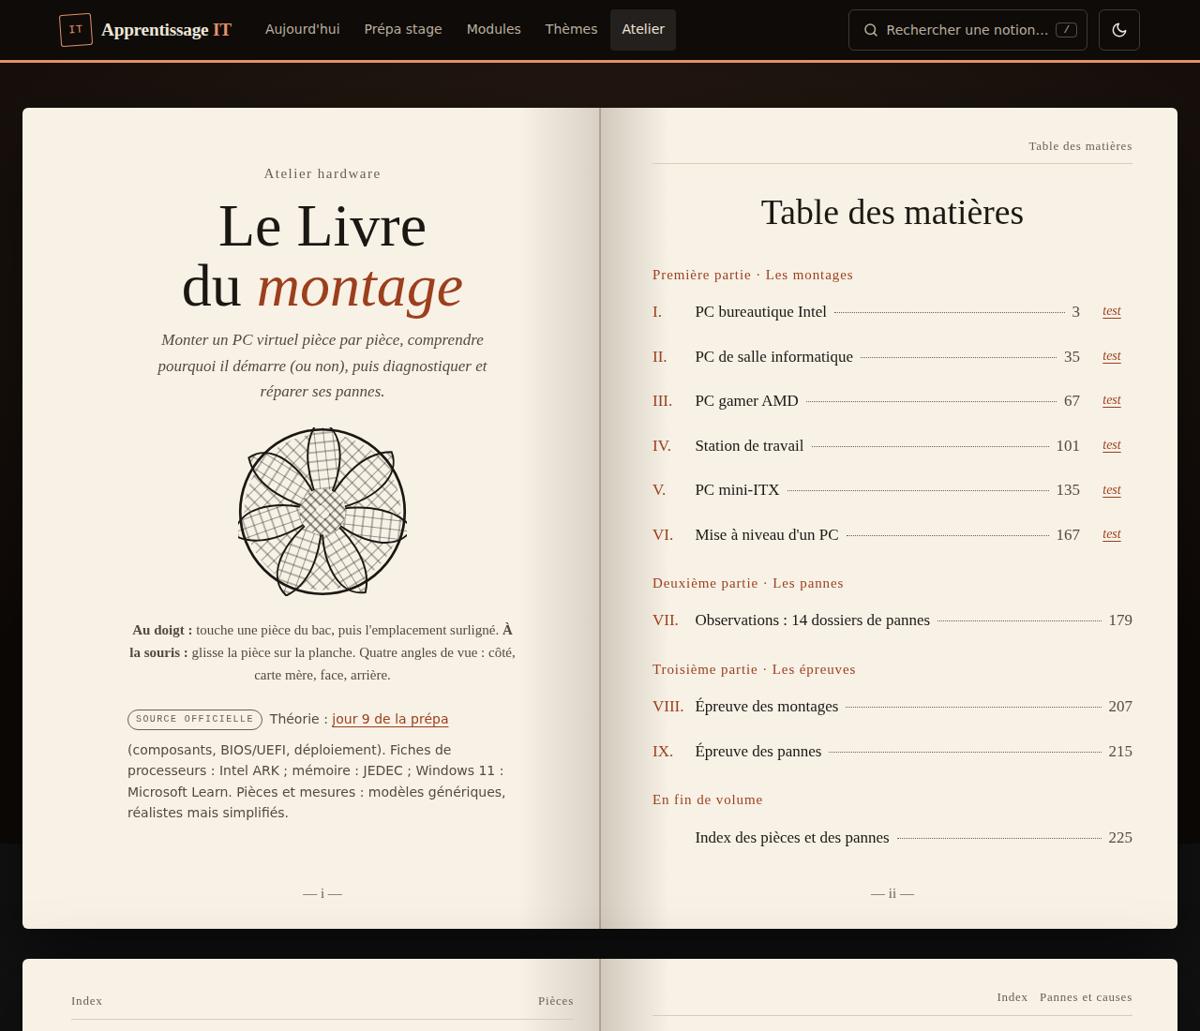 IT Apprentissage IT Aujourd'hui Prépa stage Modules Thèmes Atelier Rechercher une notion… /
Atelier hardware
Le Livre
du montage
Monter un PC virtuel pièce par pièce, comprendre
pourquoi il démarre (ou non), puis diagnostiquer et
réparer ses pannes.
Au doigt : touche une pièce du bac, puis l'emplacement surligné. À
la souris : glisse la pièce sur la planche. Quatre angles de vue : côté,
carte mère, face, arrière.
SOURCE OFFICIELLE Théorie : jour 9 de la prépa
(composants, BIOS/UEFI, déploiement). Fiches de
processeurs : Intel ARK ; mémoire : JEDEC ; Windows 11 :
Microsoft Learn. Pièces et mesures : modèles génériques,
réalistes mais simplifiés.
— i —
Table des matières
Table des matières
Première partie · Les montages
I. PC bureautique Intel 3 test
II. PC de salle informatique 35 test
III. PC gamer AMD 67 test
IV. Station de travail 101 test
V. PC mini-ITX 135 test
VI. Mise à niveau d'un PC 167 test
Deuxième partie · Les pannes
VII. Observations : 14 dossiers de pannes 179
Troisième partie · Les épreuves
VIII. Épreuve des montages 207
IX. Épreuve des pannes 215
En fin de volume
Index des pièces et des pannes 225
— ii —
Index Pièces
Index Pannes et causes